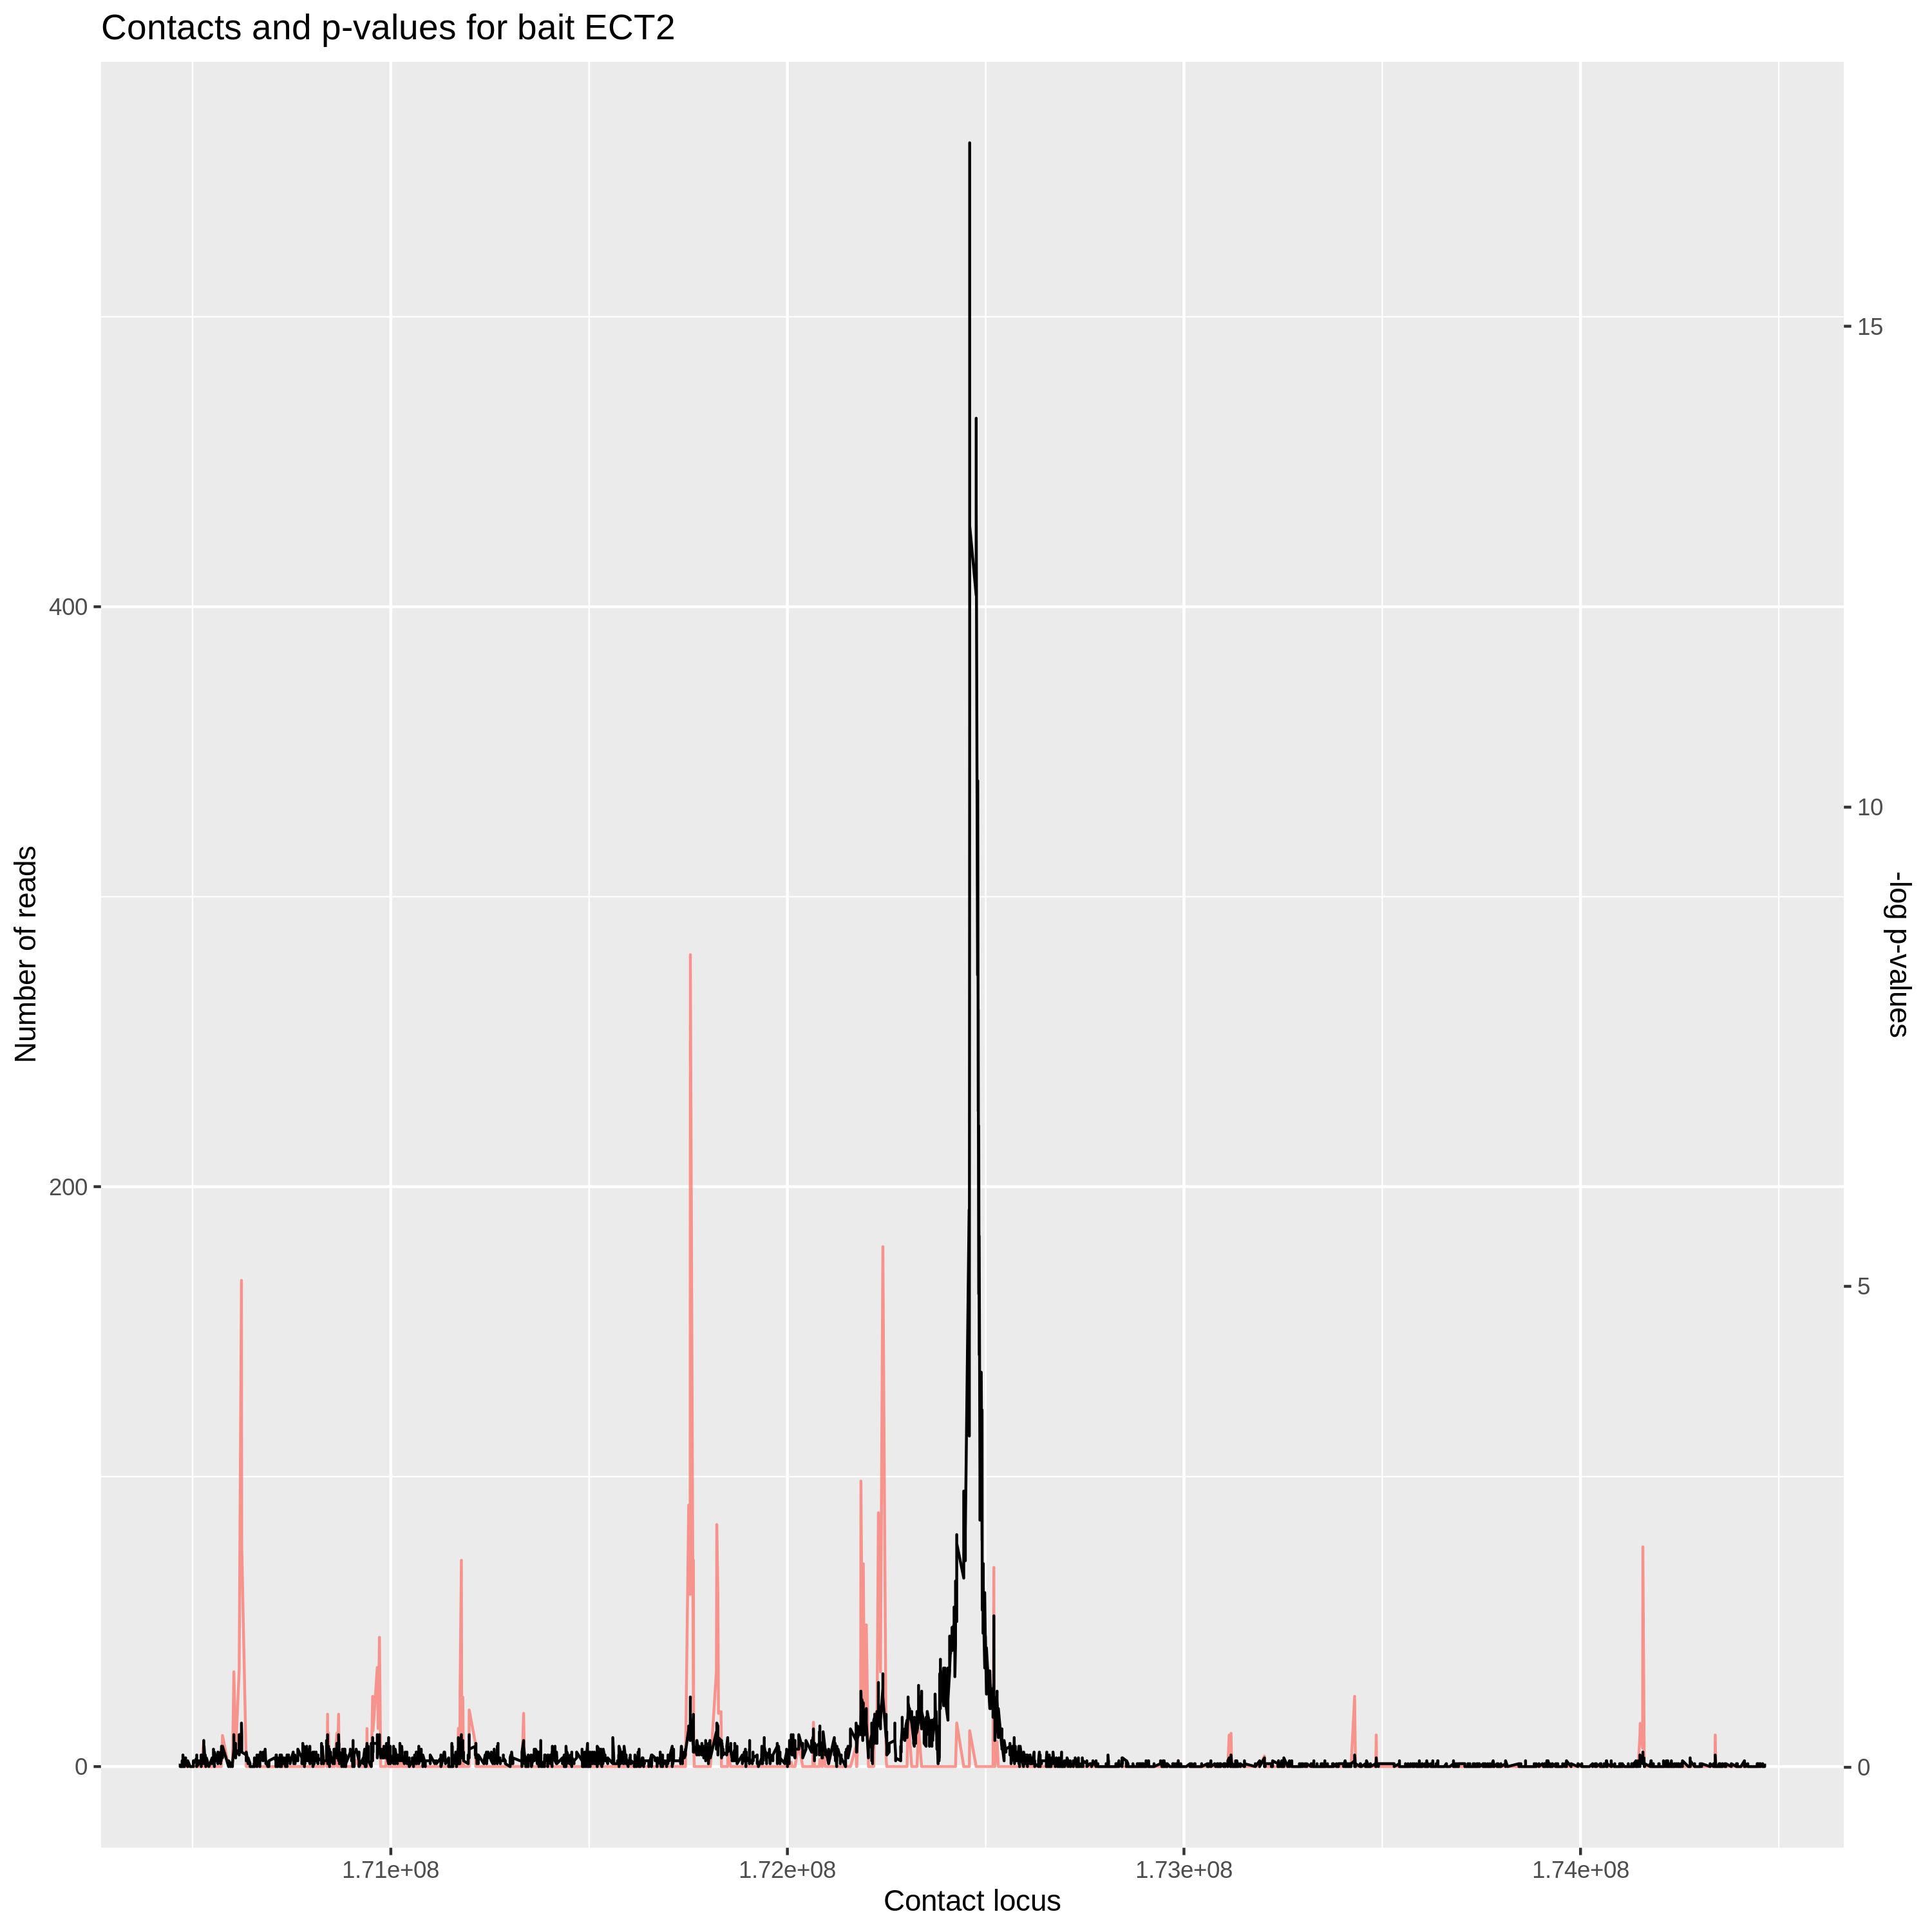 Contacts and p-values for bait ECT2
Number of reads
400
200
0
15
10
5
0
-log p-values
1.71e+08
1.72e+08
1.73e+08
1.74e+08
Contact locus